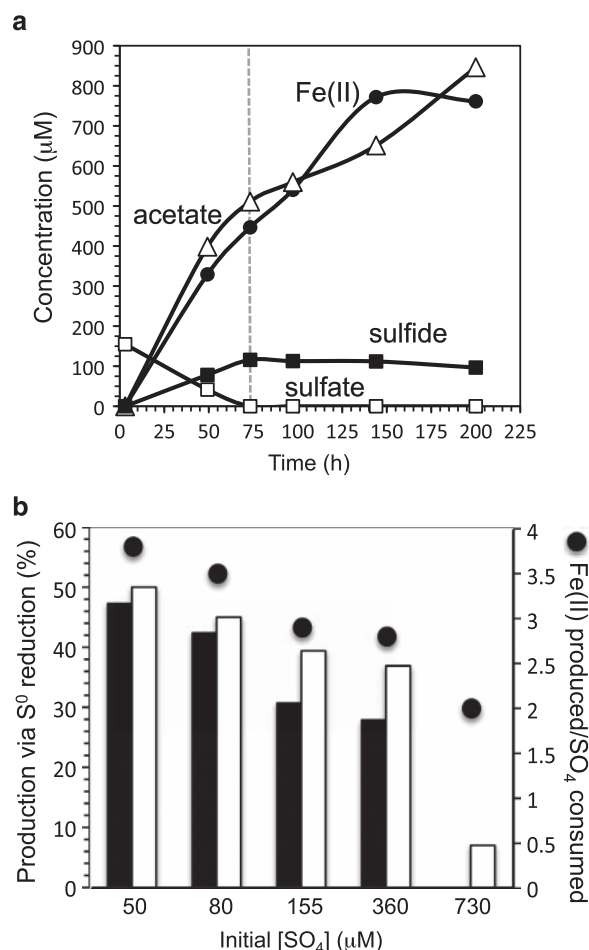 a
900
800
700
600
500
400
300
200
100
0
Concentration (μM)
Fe(II)
acetate
sulfide
sulfate
0 25 50 75 100 125 150 175 200 225
Time (h)
b
60
50
40
30
20
10
0
Production via S⁰ reduction (%)
4
3.5
3
2.5
2
1.5
1
0.5
0
Fe(II) produced/SO₄ consumed
50 80 155 360 730
Initial [SO₄] (μM)